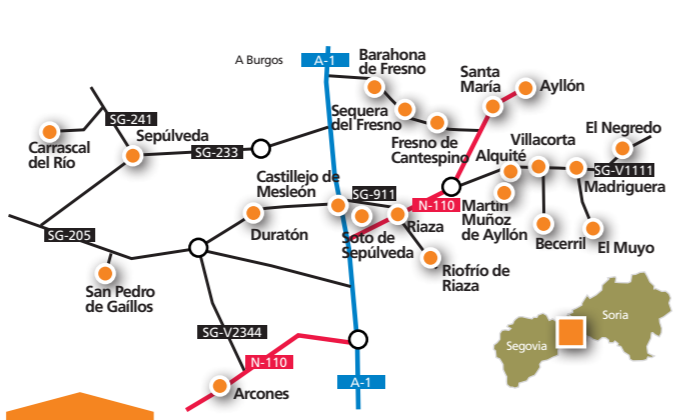 A Burgos
A-1
Barahona
de Fresno
Santa
María
Ayllón
SG-241
Sepúlveda
SG-233
Carrascal
del Río
Sequera
del Fresno
Fresno de
Cantespino
Alquité
Villacorta
El Negredo
SG-V1111
Madriguera
Castillejo de
Mesleón
SG-911
N-110
Martín
Muñoz
de Ayllón
Becerril
El Muyo
SG-205
Duratón
Soto de
Sepúlveda
Riaza
Riofrío de
Riaza
San Pedro
de Gaíllos
SG-V2344
N-110
A-1
Arcones
Segovia
Soria